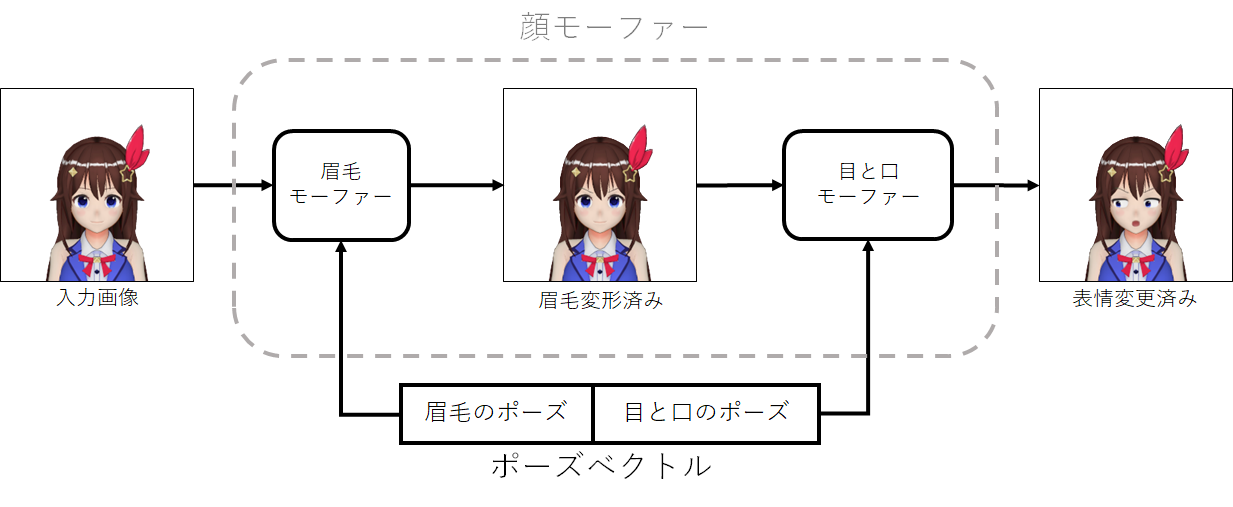 顔モーファー
眉毛
モーファー
目と口
モーファー
入力画像
眉毛変形済み
表情変更済み
眉毛のポーズ
目と口のポーズ
ポーズベクトル